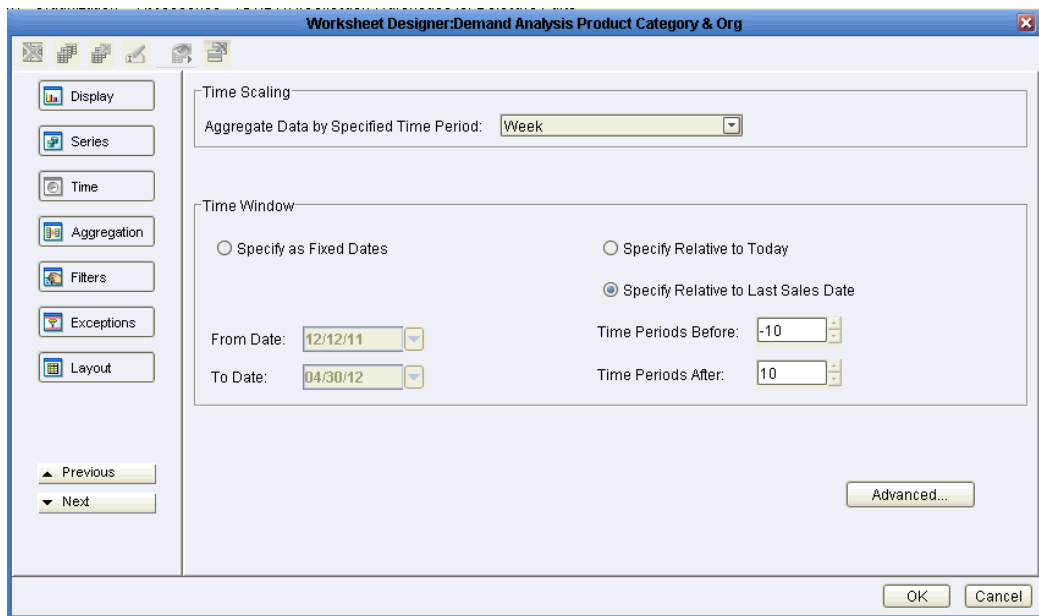 Worksheet Designer:Demand Analysis Product Category & Org
Display
Series
Time
Aggregation
Filters
Exceptions
Layout
Previous
Next
Time Scaling
Aggregate Data by Specified Time Period: Week
Time Window
Specify as Fixed Dates
Specify Relative to Today
Specify Relative to Last Sales Date
From Date: 12/12/11
Time Periods Before: -10
To Date: 04/30/12
Time Periods After: 10
Advanced...
OK Cancel